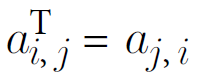 a^T_{i, j} = a_{j, i}